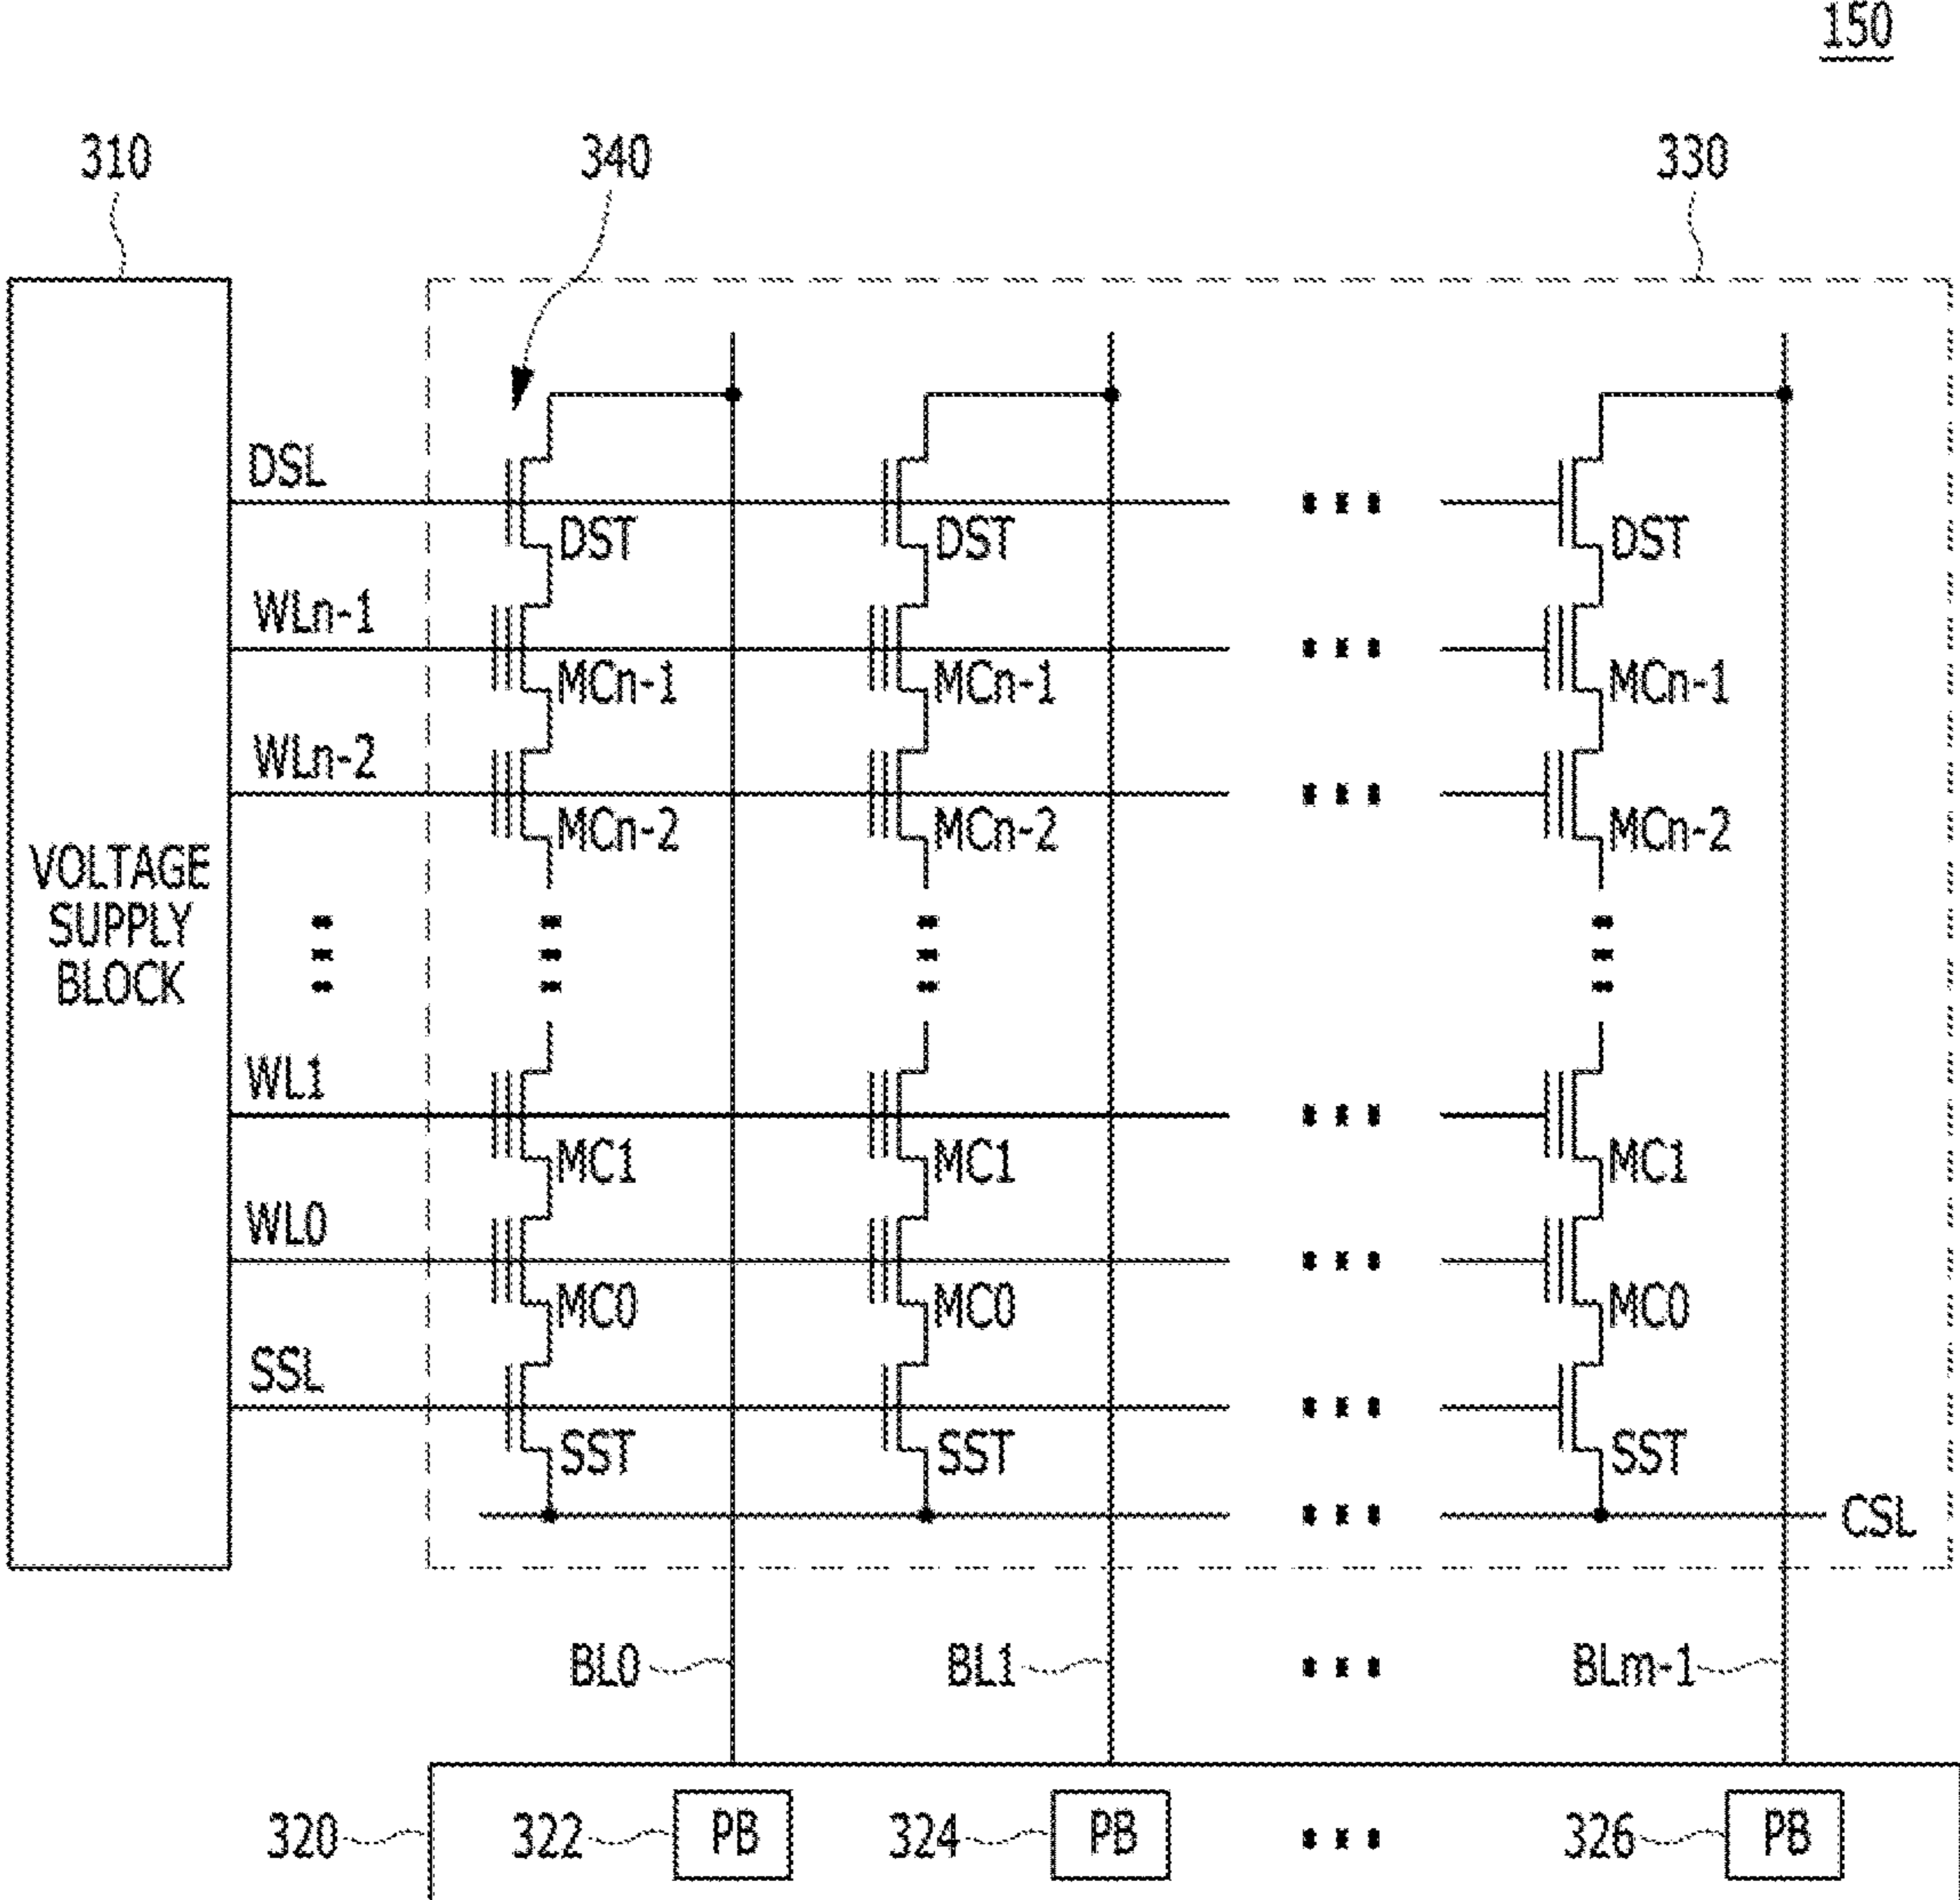 150
310
340
330
DSL
DST
DST
DST
WLn-1
MCn-1
MCn-1
MCn-1
WLn-2
MCn-2
MCn-2
MCn-2
VOLTAGE
SUPPLY
BLOCK
WL1
MC1
MC1
MC1
WL0
MC0
MC0
MC0
SSL
SST
SST
SST
CSL
BL0
BL1
BLm-1
320
322
PB
324
PB
326
PB